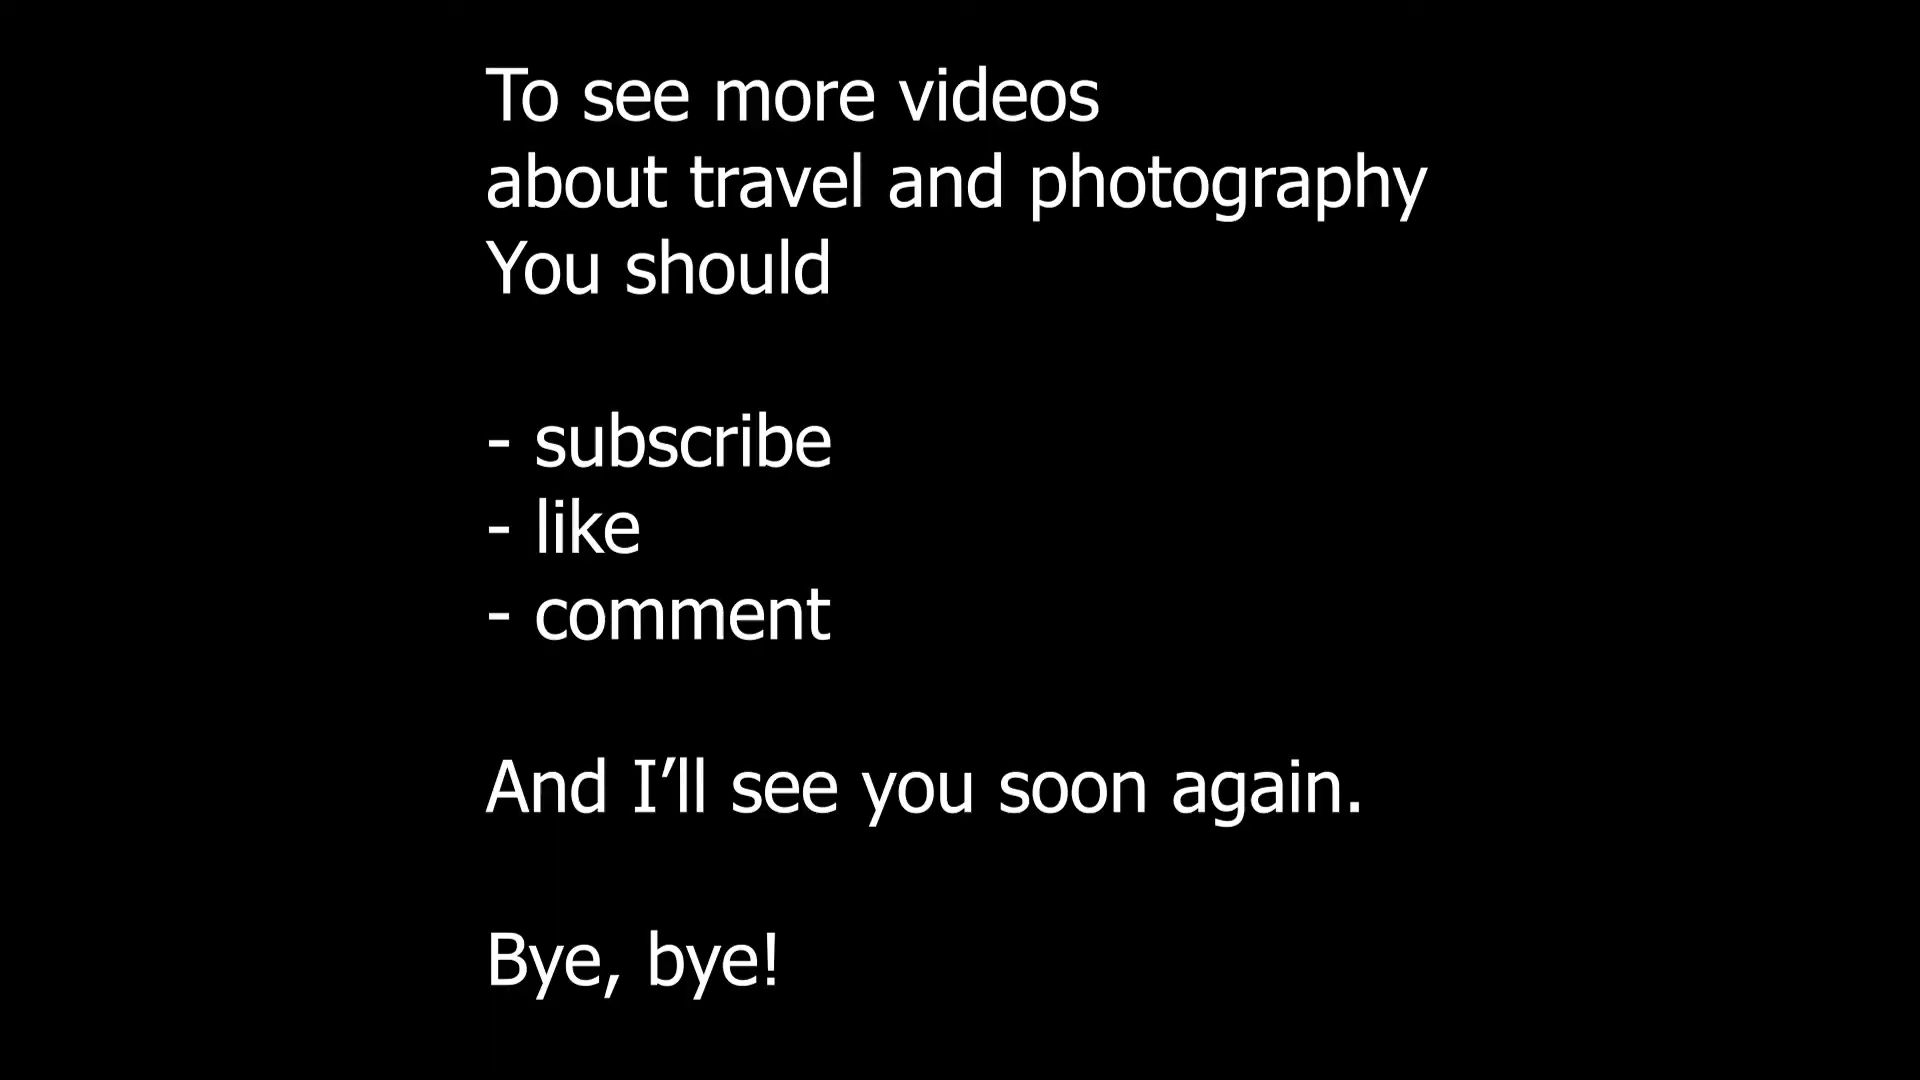 To see more videos
about travel and photography
You should
- subscribe
- like
- comment
And I’ll see you soon again.
Bye, bye!